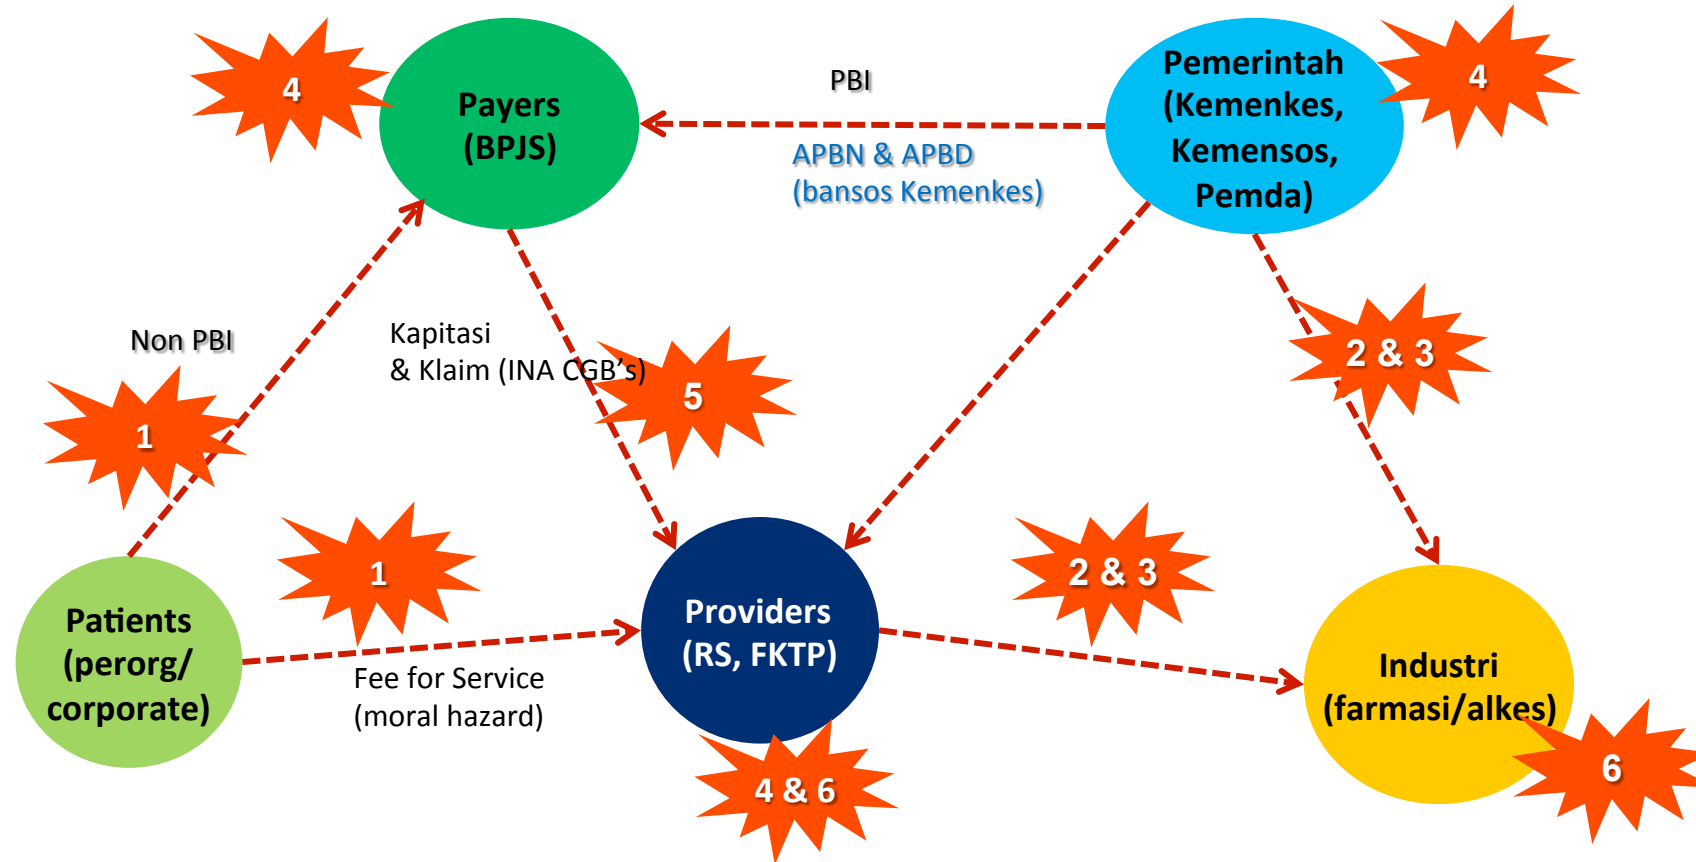 4
Payers
(BPJS)
PBI
APBN & APBD
(bansos Kemenkes)
Pemerintah
(Kemenkes,
Kemensos,
Pemda)
4
Non PBI
Kapitasi
& Klaim (INA CGB's)
5
2 & 3
1
1
2 & 3
Patients
(perorg/
corporate)
Fee for Service
(moral hazard)
Providers
(RS, FKTP)
Industri
(farmasi/alkes)
4 & 6
6